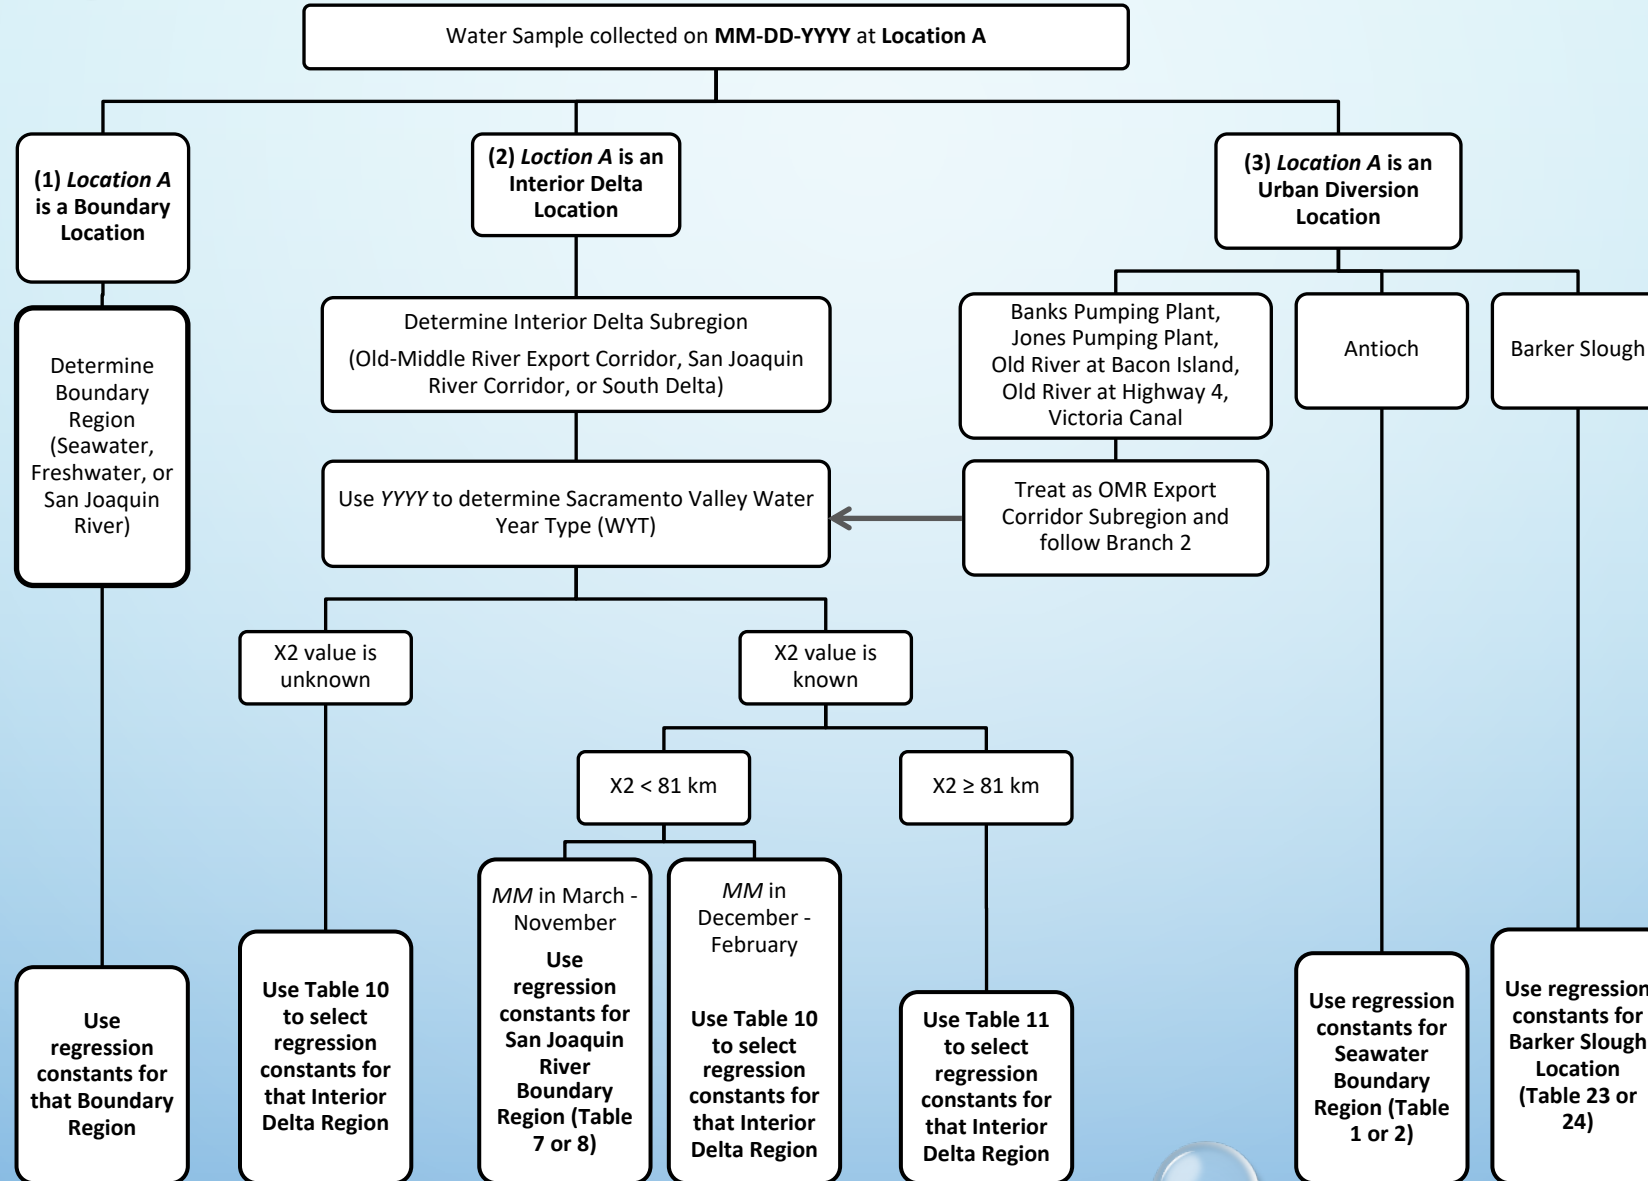 Water Sample collected on MM-DD-YYYY at Location A
(1) Location A
is a Boundary
Location
(2) Loction A is an
Interior Delta
Location
(3) Location A is an
Urban Diversion
Location
Determine
Boundary
Region
(Seawater,
Freshwater, or
San Joaquin
River)
Determine Interior Delta Subregion
(Old-Middle River Export Corridor, San Joaquin
River Corridor, or South Delta)
Banks Pumping Plant,
Jones Pumping Plant,
Old River at Bacon Island,
Old River at Highway 4,
Victoria Canal
Antioch
Barker Slough
Use YYYY to determine Sacramento Valley Water
Year Type (WYT)
Treat as OMR Export
Corridor Subregion and
follow Branch 2
X2 value is
unknown
X2 value is
known
X2 < 81 km
X2 ≥ 81 km
Use
regression
constants for
that Boundary
Region
Use Table 10
to select
regression
constants for
that Interior
Delta Region
MM in March -
November
Use
regression
constants for
San Joaquin
River
Boundary
Region (Table
7 or 8)
MM in
December -
February
Use Table 10
to select
regression
constants for
that Interior
Delta Region
Use Table 11
to select
regression
constants for
that Interior
Delta Region
Use regression
constants for
Seawater
Boundary
Region (Table
1 or 2)
Use regression
constants for
Barker Slough
Location
(Table 23 or
24)